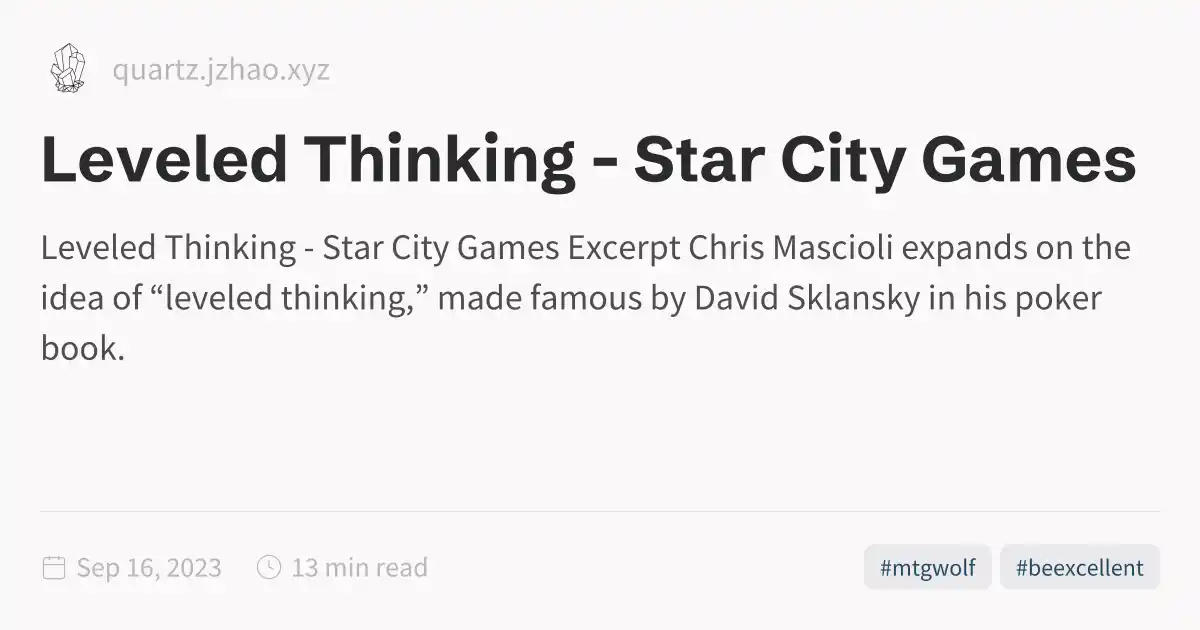 quartz.jzhao.xyz
Leveled Thinking - Star City Games
Leveled Thinking - Star City Games Excerpt Chris Mascioli expands on the
idea of “leveled thinking,” made famous by David Sklansky in his poker
book.
Sep 16, 2023 13 min read #mtgwolf #beexcellent